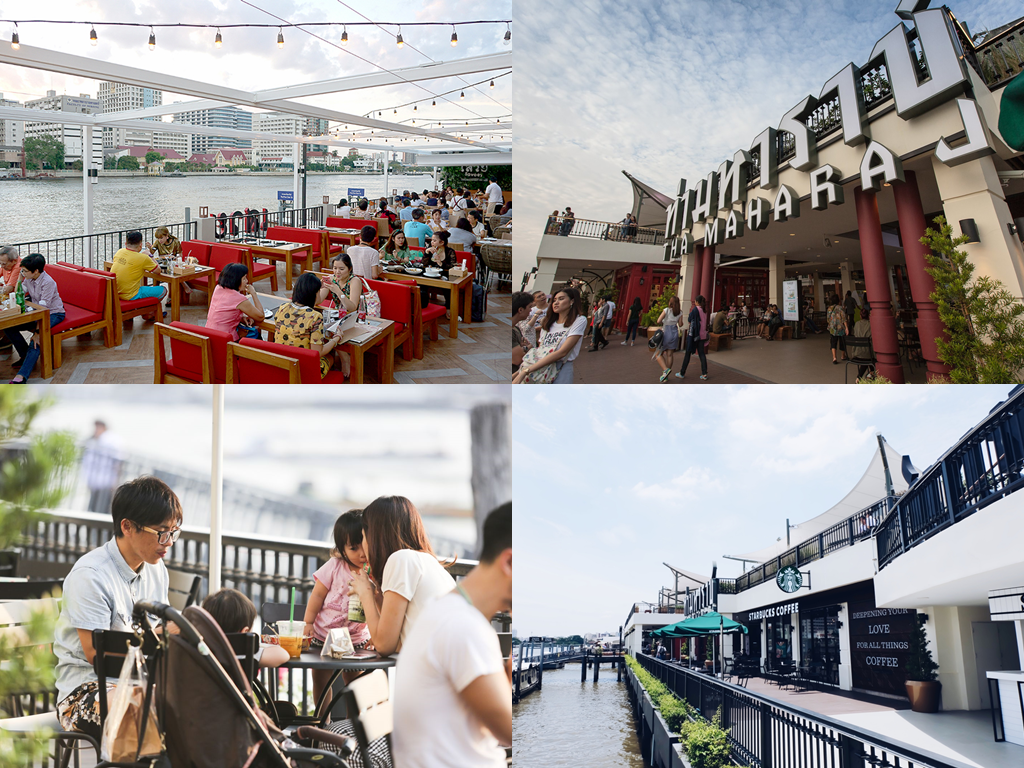 ท่ามหาราช
THA MAHARAJ
STARBUCKS COFFEE
DEEPENING YOUR
LOVE
FOR ALL THINGS
COFFEE